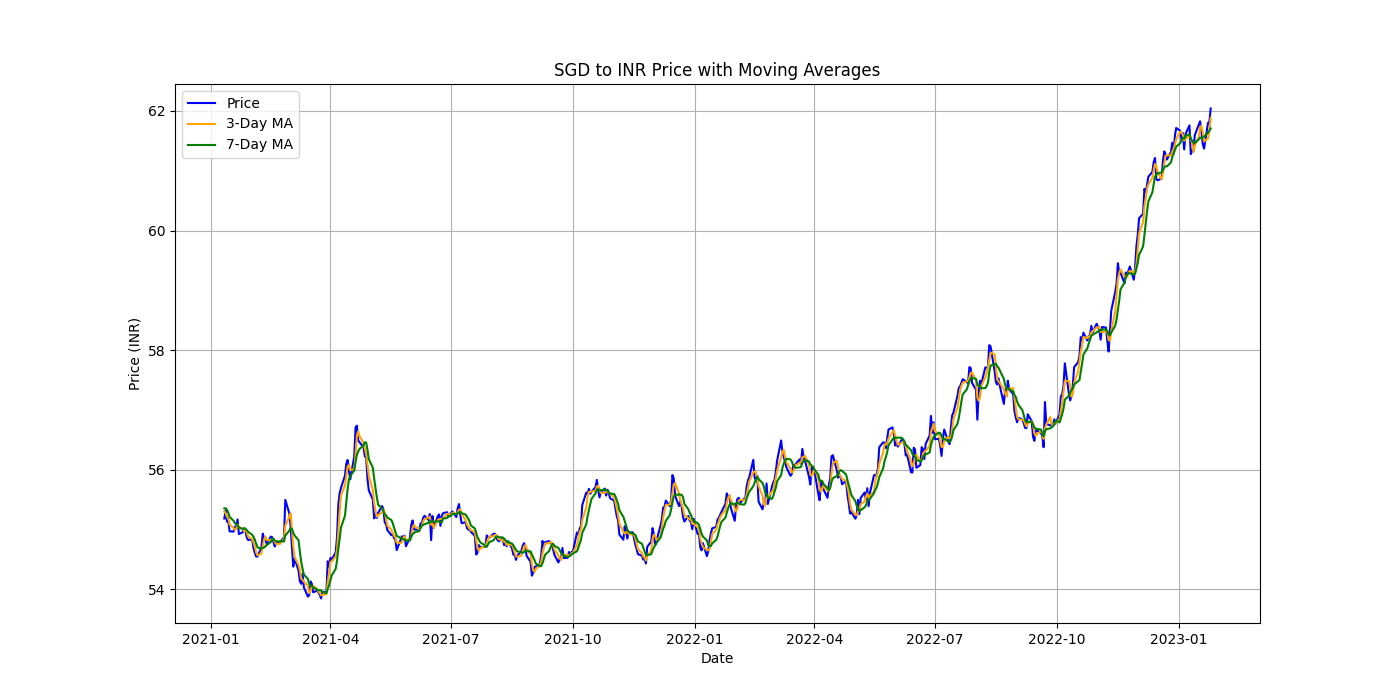 SGD to INR Price with Moving Averages
Price
3-Day MA
7-Day MA
Price (INR)
62
60
58
56
54
2021-01 2021-04 2021-07 2021-10 2022-01 2022-04 2022-07 2022-10 2023-01
Date